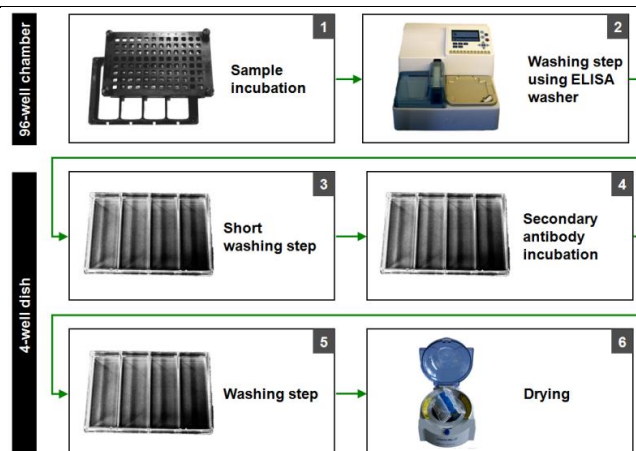 96-well chamber
1
Sample
incubation
2
Washing step
using ELISA
washer
4-well dish
3
Short
washing step
4
Secondary
antibody
incubation
5
Washing step
6
Drying